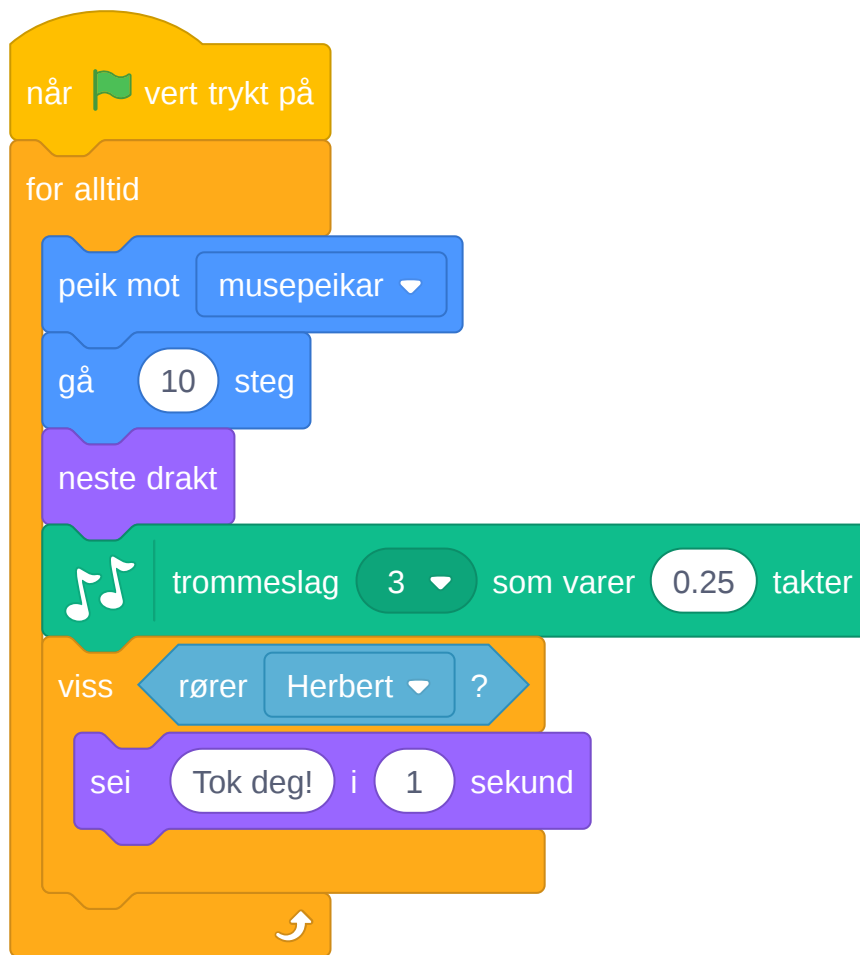 når vert trykt på
for alltid
peik mot musepeikar
gå 10 steg
neste drakt
trommeslag 3 som varer 0.25 takter
viss rører Herbert ?
sei Tok deg! i 1 sekund